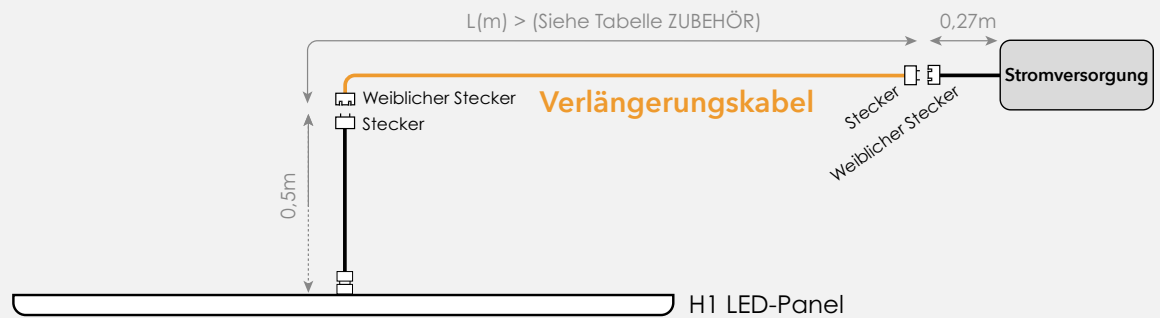 L(m) > (Siehe Tabelle ZUBEHÖR)
0,27m
Stromversorgung
Weiblicher Stecker
Verlängerungskabel
Stecker
Weiblicher Stecker
Stecker
0,5m
H1 LED-Panel